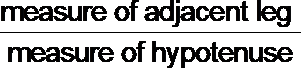 measure of adjacent leg
measure of hypotenuse